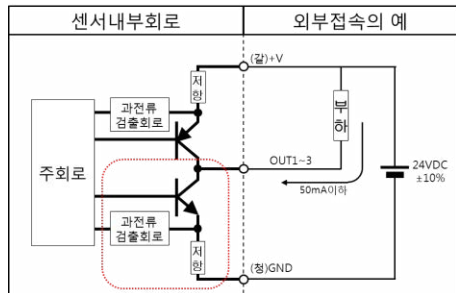 센서내부회로
외부접속의 예
(갈)+V
저항
과전류
검출회로
부하
주회로
OUT1~3
50mA이하
24VDC
±10%
과전류
검출회로
저항
(청)GND